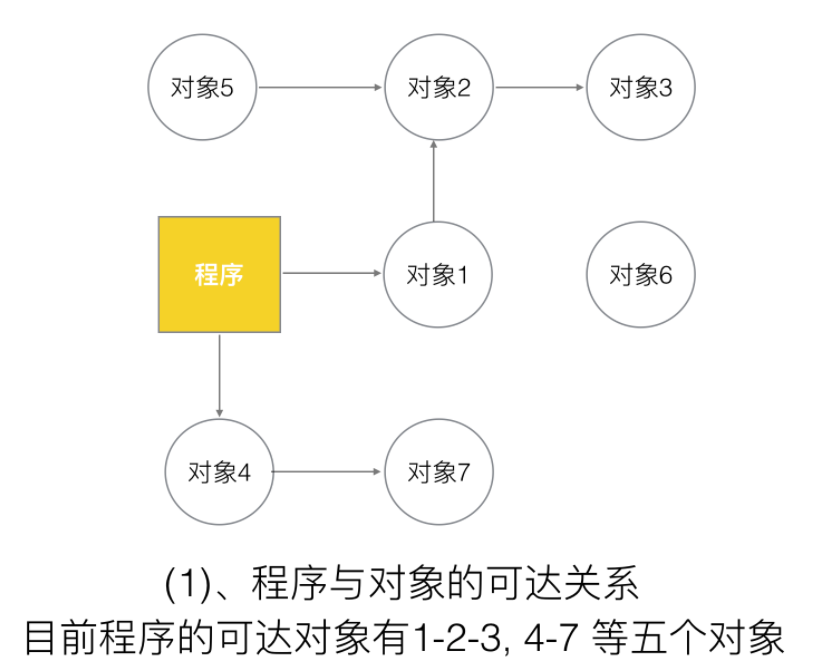 对象5
对象2
对象3
程序
对象1
对象6
对象4
对象7
(1)、程序与对象的可达关系
目前程序的可达对象有1-2-3, 4-7 等五个对象